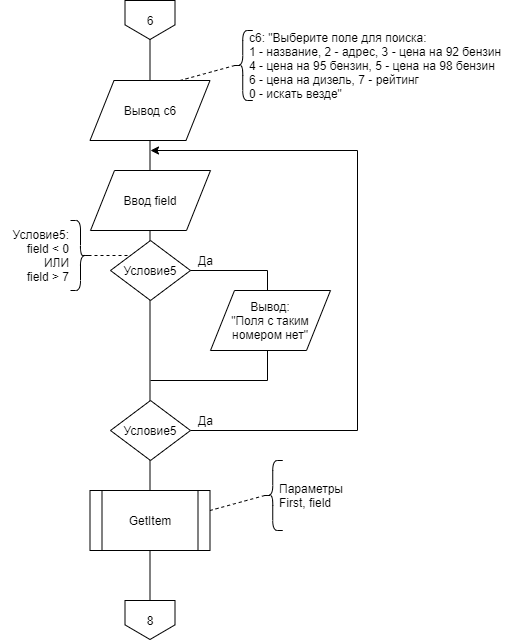 6
c6: "Выберите поле для поиска:
1 - название, 2 - адрес, 3 - цена на 92 бензин
4 - цена на 95 бензин, 5 - цена на 98 бензин
6 - цена на дизель, 7 - рейтинг
0 - искать везде"
Вывод c6
Ввод field
Условие5:
field < 0
ИЛИ
field > 7
Условие5
Да
Вывод:
"Поля с таким
номером нет"
Условие5
Да
GetItem
Параметры
First, field
8